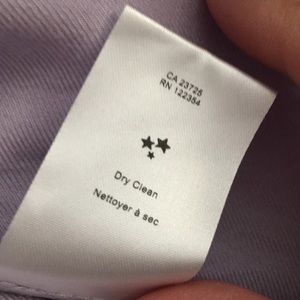 CA 23725
RN 122354
Dry Clean
Nettoyer à sec